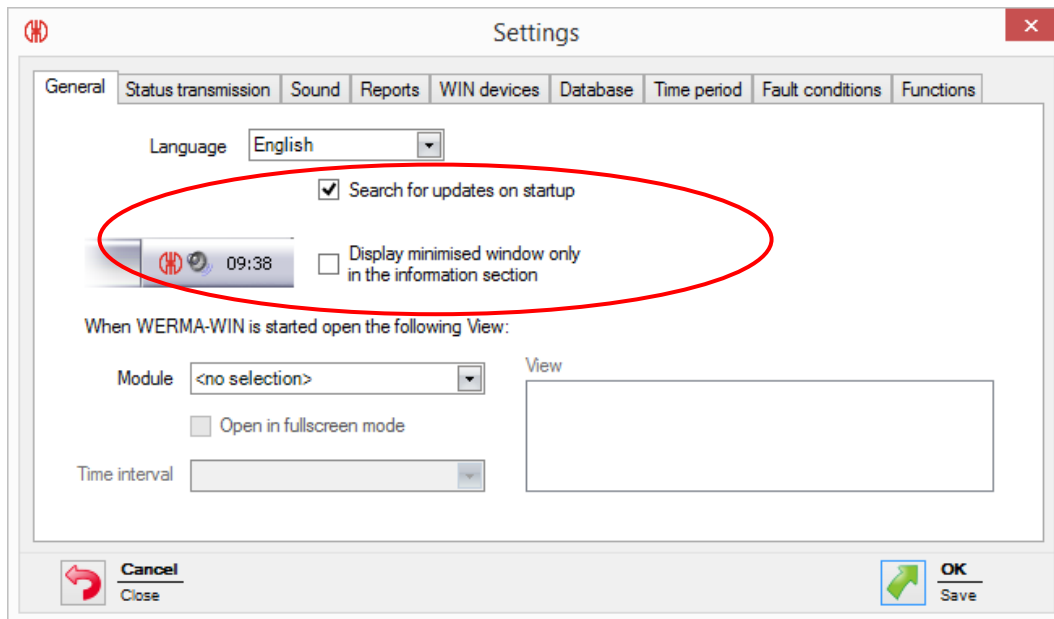 Settings
General Status transmission Sound Reports WIN devices Database Time period Fault conditions Functions
Language English
Search for updates on startup
09:38
Display minimised window only
in the information section
When WERMA-WIN is started open the following View:
Module <no selection>
View
Open in fullscreen mode
Time interval
Cancel
Close
OK
Save